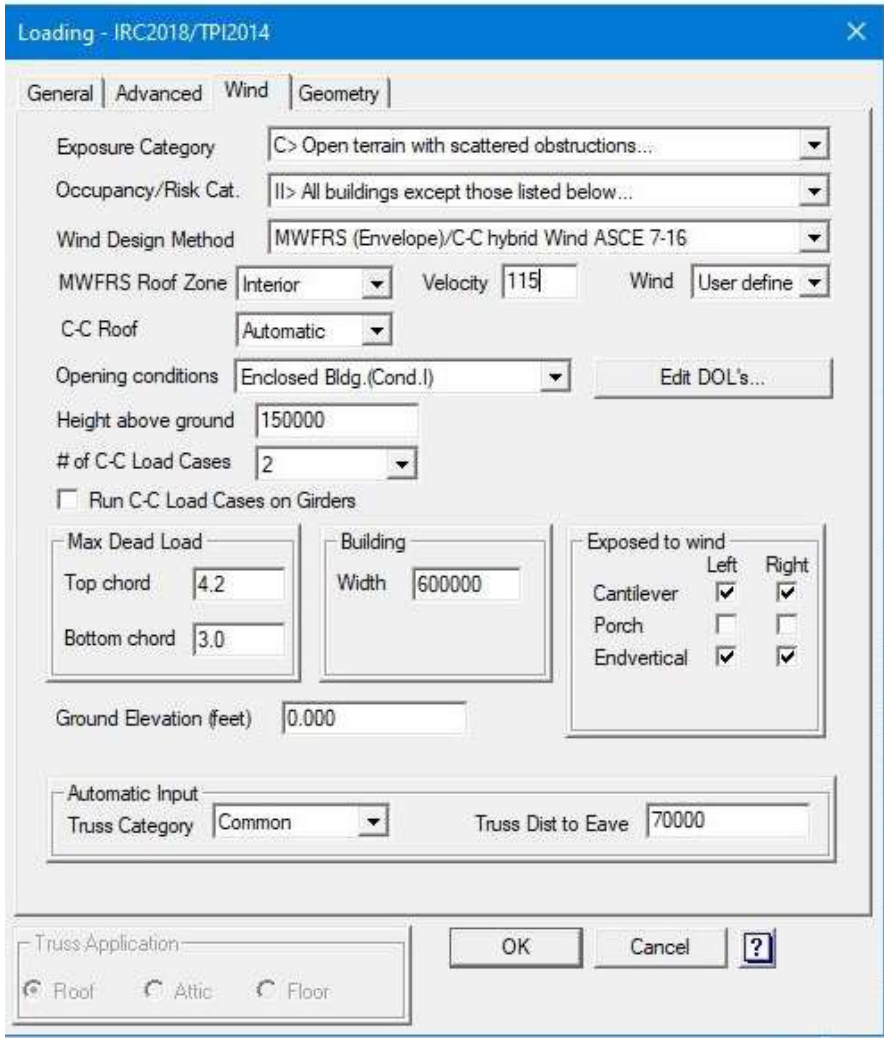 Loading - IRC2018/TPI2014
General Advanced Wind Geometry
Exposure Category C> Open terrain with scattered obstructions...
Occupancy/Risk Cat. II> All buildings except those listed below...
Wind Design Method MWFRS (Envelope)/C-C hybrid Wind ASCE 7-16
MWFRS Roof Zone Interior Velocity 115 Wind User define
C-C Roof Automatic
Opening conditions Enclosed Bldg.(Cond.I) Edit DOL's...
Height above ground 150000
# of C-C Load Cases 2
Run C-C Load Cases on Girders
Max Dead Load Building Exposed to wind
Left Right
Top chord 4.2 Width 600000 Cantilever
Porch
Bottom chord 3.0 Endvertical
Ground Elevation (feet) 0.000
Automatic Input
Truss Category Common Truss Dist to Eave 70000
Truss Application OK Cancel ?
Roof Attic Floor